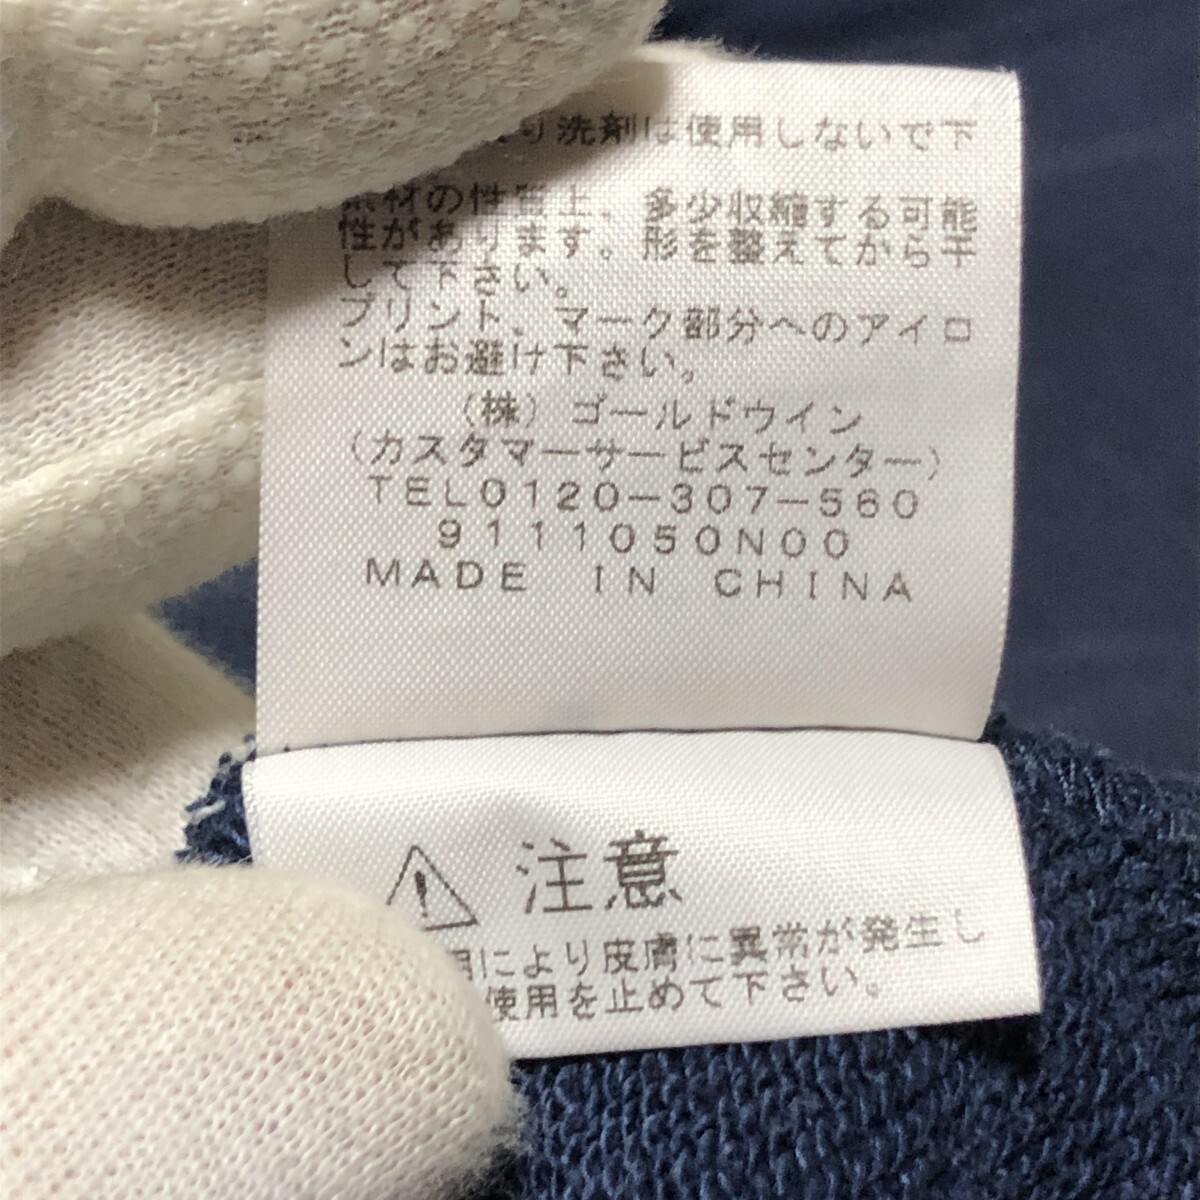 り洗剤は使用しないで下
素材の性質上、多少収縮する可能
性があります。形を整えてから干
して下さい。
プリント、マーク部分へのアイロ
ンはお避け下さい。
(株) ゴールドウイン
(カスタマーサービスセンター)
TEL0120-307-560
9111050N00
MADE IN CHINA
注意
用により皮膚に異常が発生し
使用を止めて下さい。